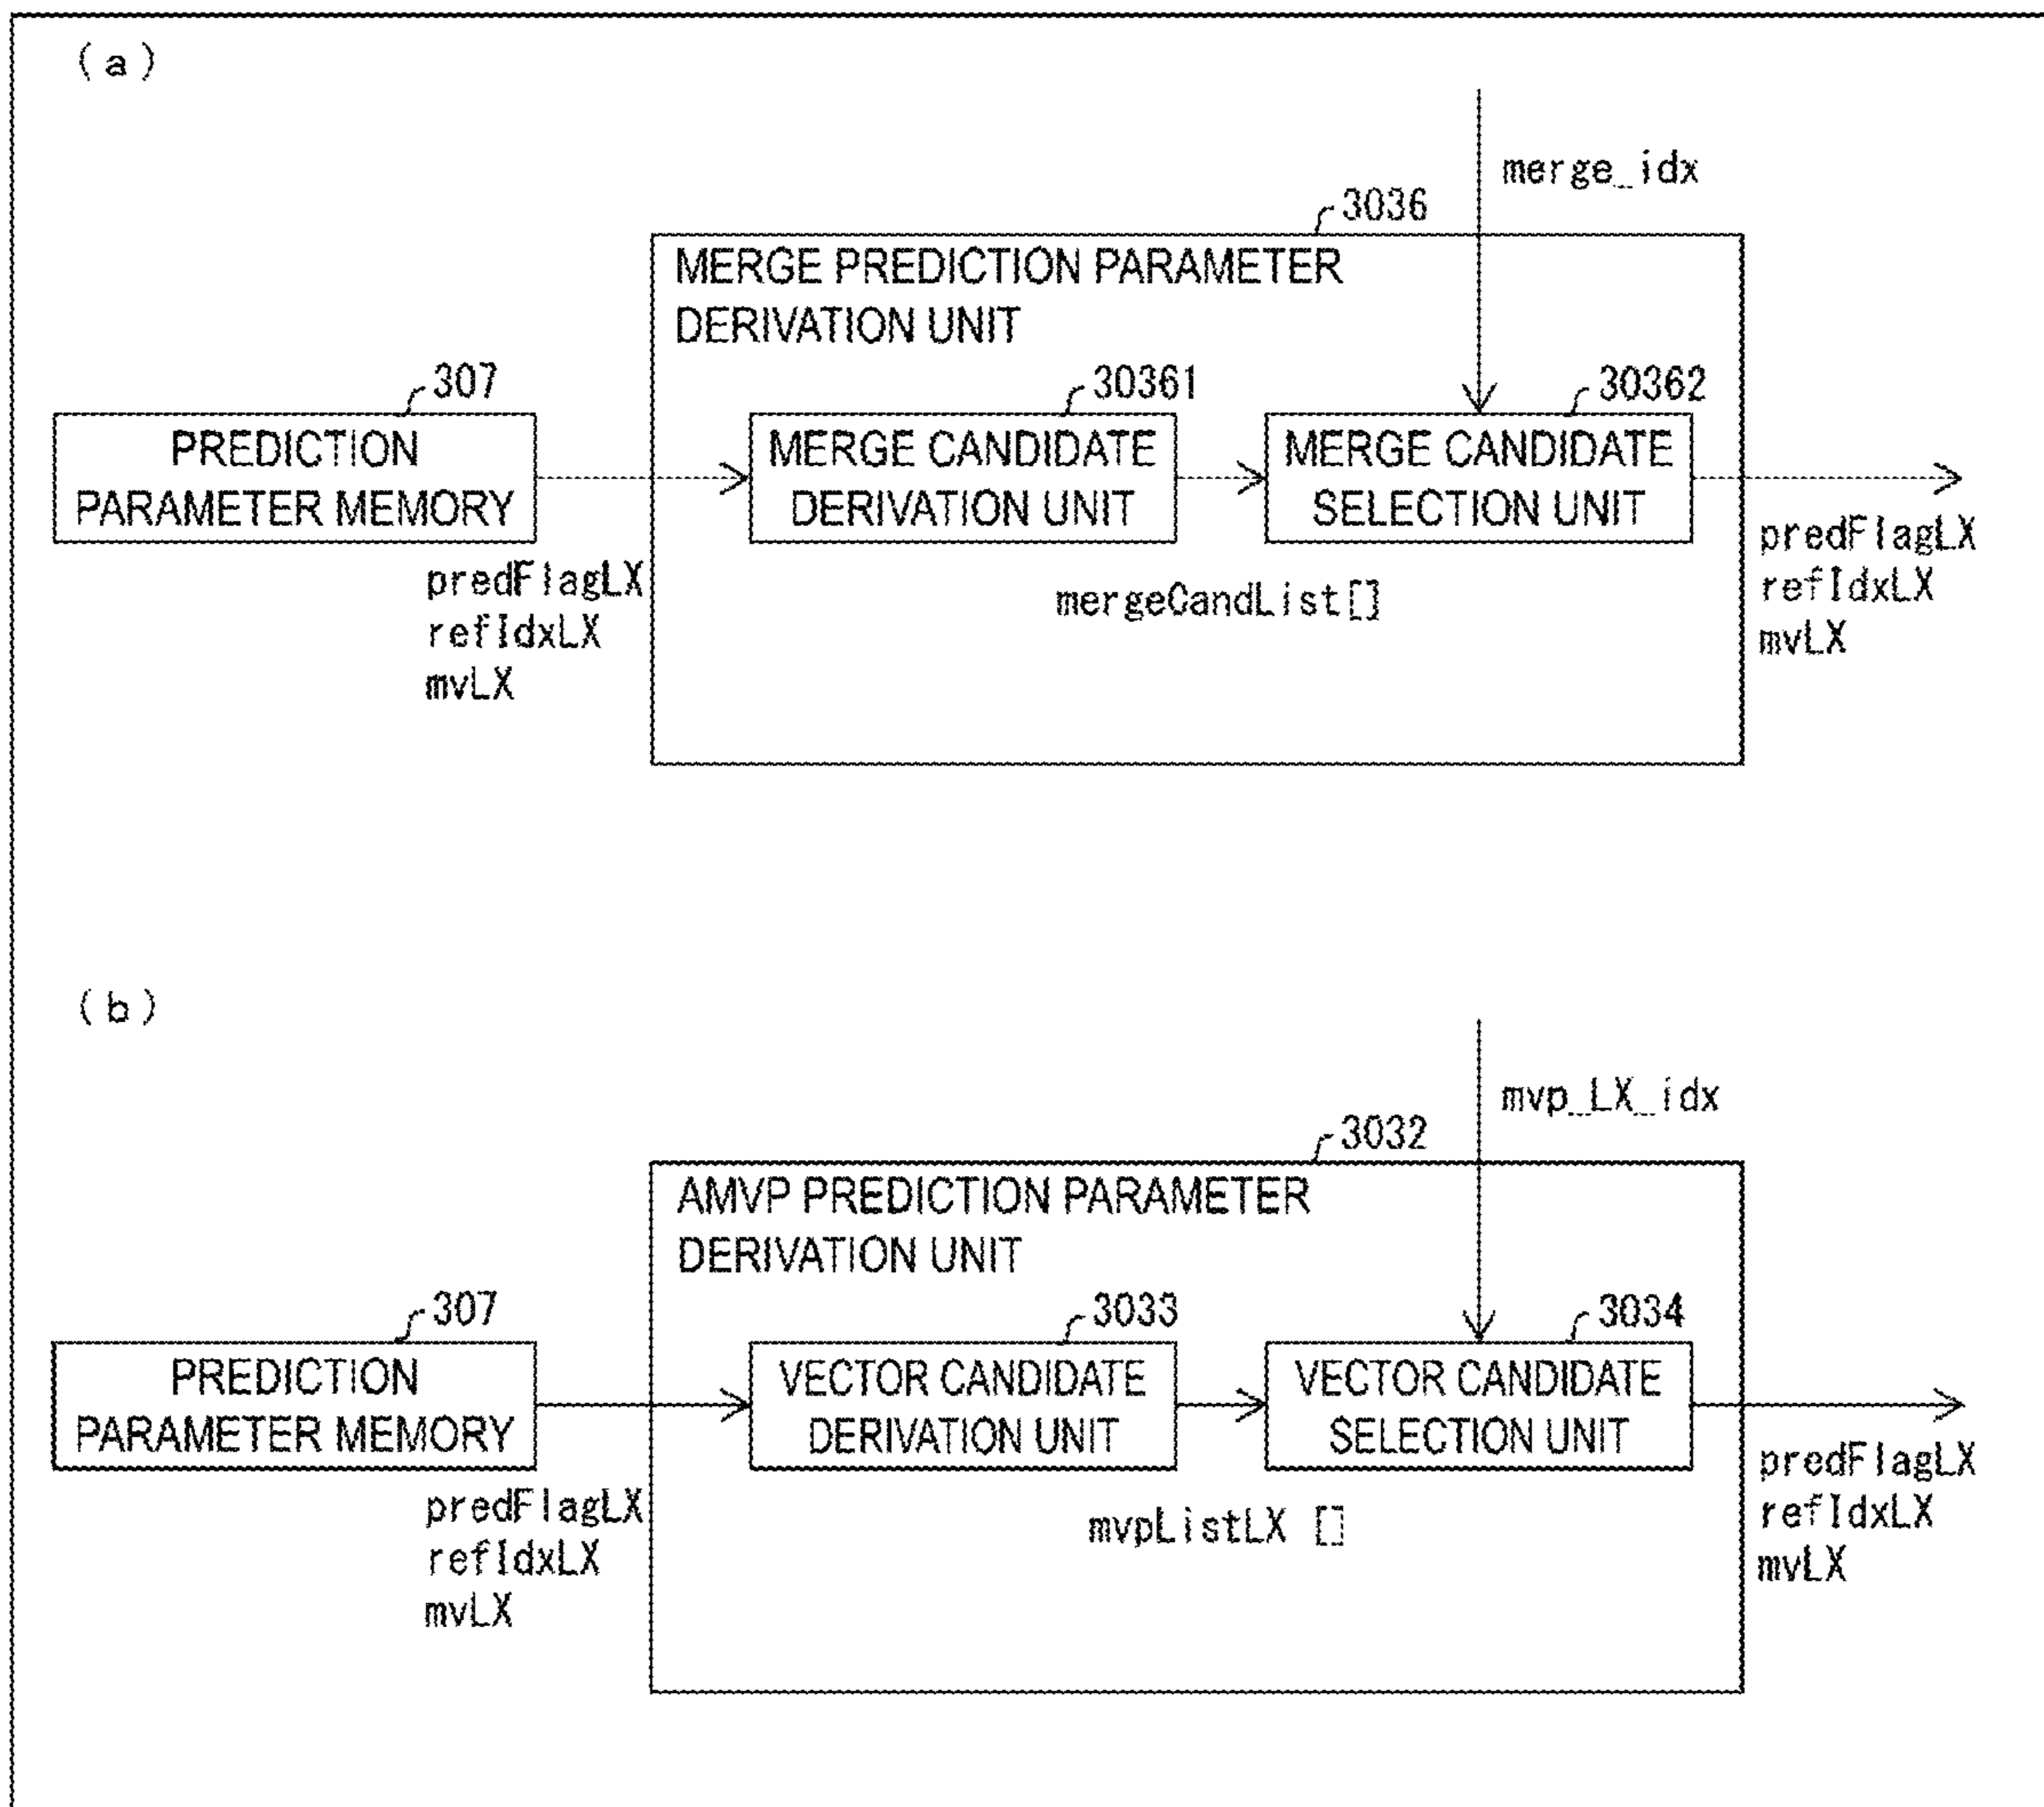 (a)
merge_idx
3036
MERGE PREDICTION PARAMETER
DERIVATION UNIT
307
30361
30362
PREDICTION
PARAMETER MEMORY
MERGE CANDIDATE
DERIVATION UNIT
MERGE CANDIDATE
SELECTION UNIT
predFlagLX
refIdxLX
mvLX
mergeCandList[]
predFlagLX
refIdxLX
mvLX
(b)
mvp_LX_idx
3032
AMVP PREDICTION PARAMETER
DERIVATION UNIT
307
3033
3034
PREDICTION
PARAMETER MEMORY
VECTOR CANDIDATE
DERIVATION UNIT
VECTOR CANDIDATE
SELECTION UNIT
predFlagLX
refIdxLX
mvLX
mvpListLX []
predFlagLX
refIdxLX
mvLX